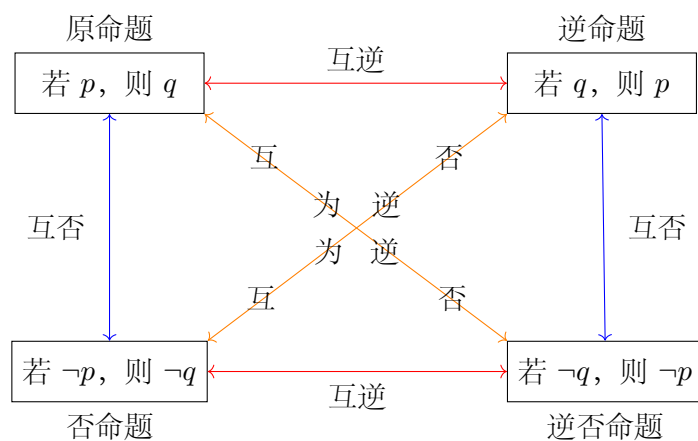 原命题 逆命题
若 p，则 q 互逆 若 q，则 p
互 否
为 逆
互否 互否
为 逆
互 否
若 ¬p，则 ¬q 互逆 若 ¬q，则 ¬p
否命题 逆否命题